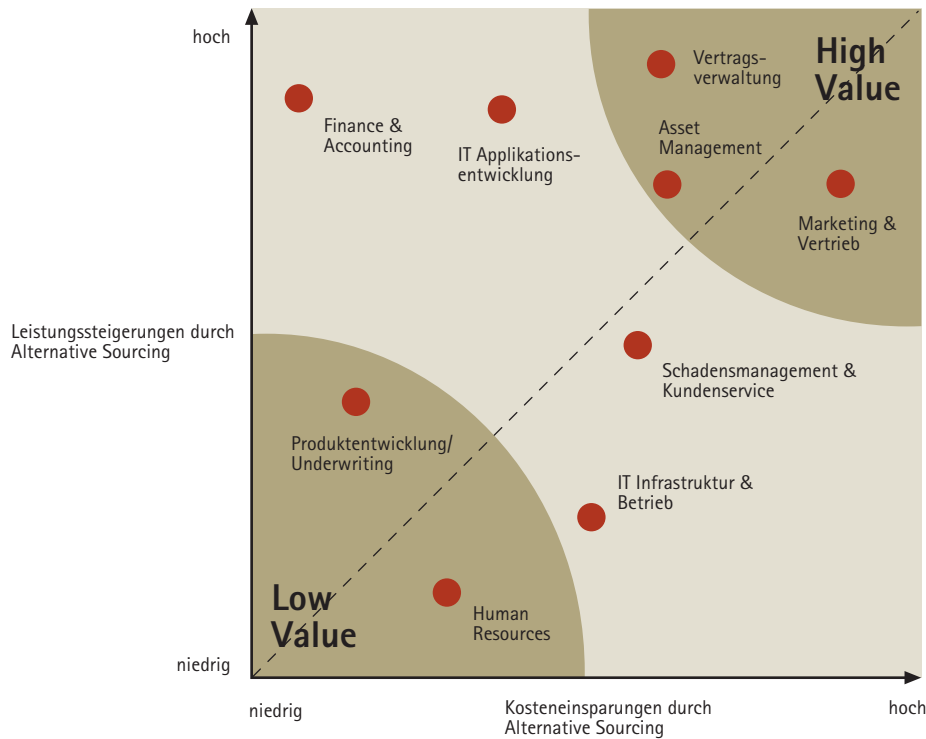 hoch
High
Value
Vertrags-
verwaltung
Finance &
Accounting
IT Applikations-
entwicklung
Asset
Management
Marketing &
Vertrieb
Leistungssteigerungen durch
Alternative Sourcing
Schadensmanagement &
Kundenservice
Produktentwicklung/
Underwriting
IT Infrastruktur &
Betrieb
Low
Value
Human
Resources
niedrig
niedrig
Kosteneinsparungen durch
Alternative Sourcing
hoch